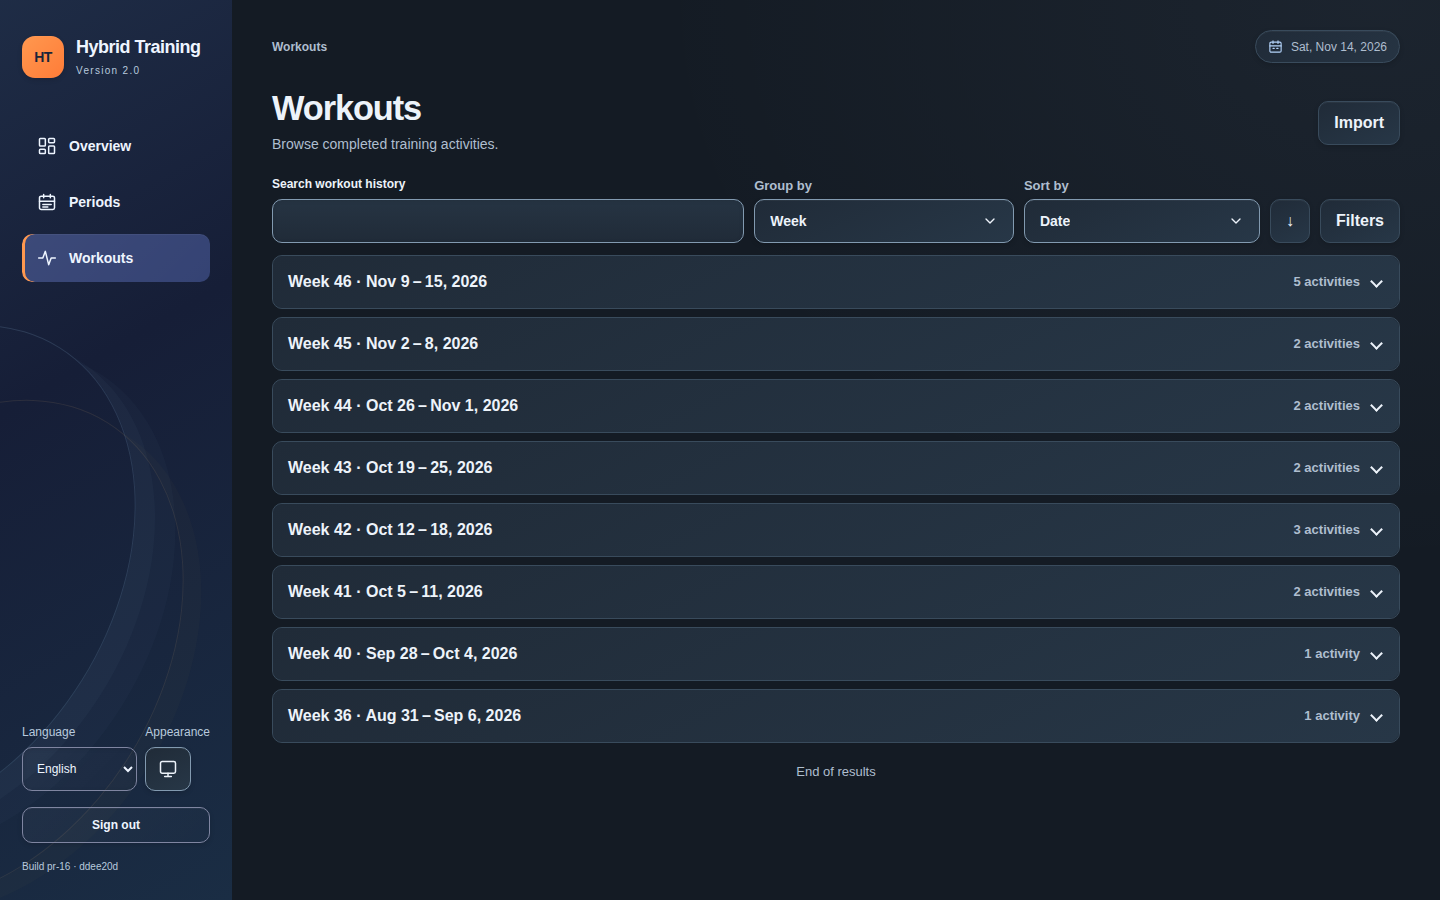 HT
Hybrid Training
Version 2.0
Overview
Periods
Workouts
Language
Appearance
English
Sign out
Build pr-16 · ddee20d
Workouts
Sat, Nov 14, 2026
Workouts
Browse completed training activities.
Import
Search workout history
Group by
Sort by
Week
Date
↓
Filters
Week 46 · Nov 9 – 15, 2026
5 activities
Week 45 · Nov 2 – 8, 2026
2 activities
Week 44 · Oct 26 – Nov 1, 2026
2 activities
Week 43 · Oct 19 – 25, 2026
2 activities
Week 42 · Oct 12 – 18, 2026
3 activities
Week 41 · Oct 5 – 11, 2026
2 activities
Week 40 · Sep 28 – Oct 4, 2026
1 activity
Week 36 · Aug 31 – Sep 6, 2026
1 activity
End of results